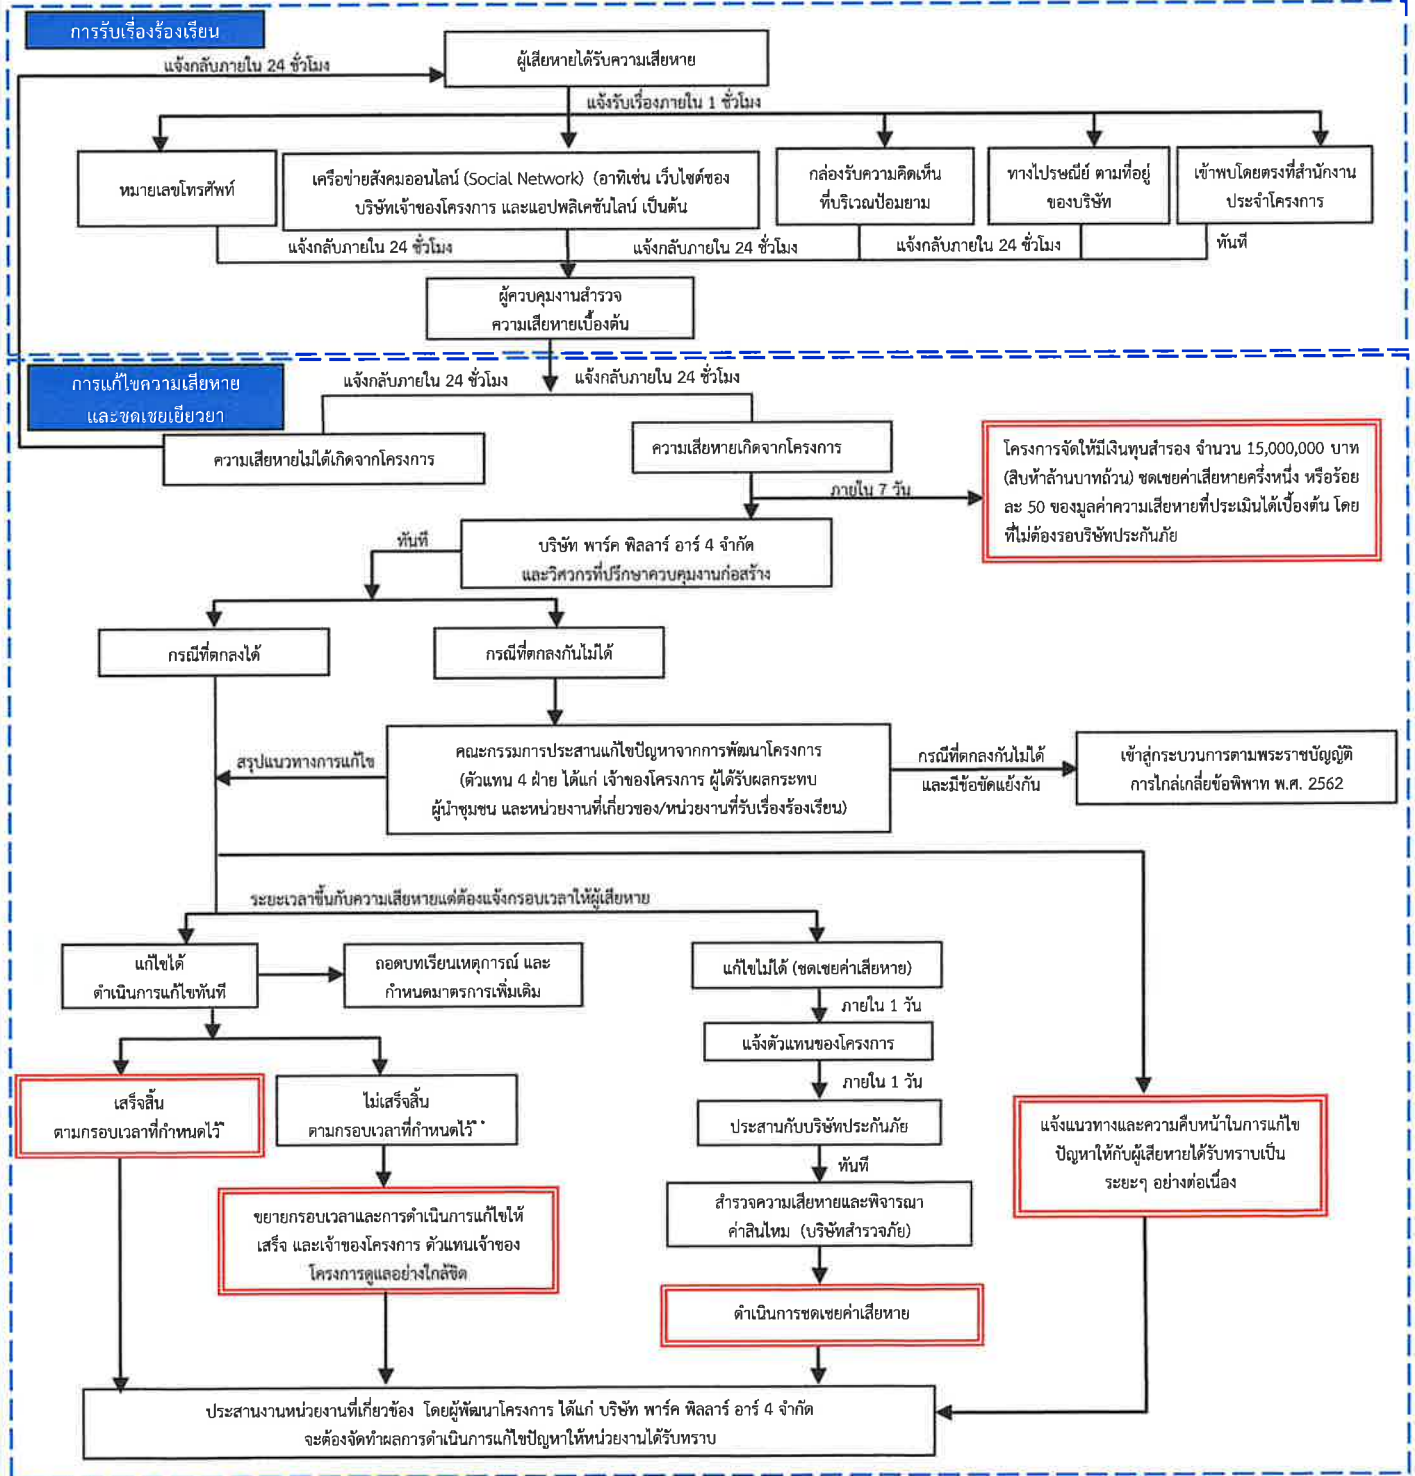 การรับเรื่องร้องเรียน
ผู้เสียหายได้รับความเสียหาย
แจ้งกลับภายใน 24 ชั่วโมง
แจ้งรับเรื่องภายใน 1 ชั่วโมง
หมายเลขโทรศัพท์
เครือข่ายสังคมออนไลน์ (Social Network) (อาทิเช่น เว็บไซต์ของ
บริษัทเจ้าของโครงการ และแอปพลิเคชันไลน์ เป็นต้น
กล่องรับความคิดเห็น
ที่บริเวณป้อมยาม
ทางไปรษณีย์ ตามที่อยู่
ของบริษัท
เข้าพบโดยตรงที่สำนักงาน
ประจำโครงการ
แจ้งกลับภายใน 24 ชั่วโมง
แจ้งกลับภายใน 24 ชั่วโมง
แจ้งกลับภายใน 24 ชั่วโมง
ทันที
ผู้ควบคุมงานสำรวจ
ความเสียหายเบื้องต้น
การแก้ไขความเสียหาย
และชดเชยเยียวยา
แจ้งกลับภายใน 24 ชั่วโมง
แจ้งกลับภายใน 24 ชั่วโมง
ความเสียหายไม่ได้เกิดจากโครงการ
ความเสียหายเกิดจากโครงการ
โครงการจัดให้มีเงินทุนสำรอง จำนวน 15,000,000 บาท
(สิบห้าล้านบาทถ้วน) ชดเชยค่าเสียหายครึ่งหนึ่ง หรือร้อย
ละ 50 ของมูลค่าความเสียหายที่ประเมินได้เบื้องต้น โดย
ที่ไม่ต้องรอบริษัทประกันภัย
ภายใน 7 วัน
ทันที
บริษัท พาร์ค พิลลาร์ อาร์ 4 จำกัด
และวิศวกรที่ปรึกษาควบคุมงานก่อสร้าง
กรณีที่ตกลงได้
กรณีที่ตกลงกันไม่ได้
สรุปแนวทางการแก้ไข
คณะกรรมการประสานแก้ไขปัญหาจากการพัฒนาโครงการ
(ตัวแทน 4 ฝ่าย ได้แก่ เจ้าของโครงการ ผู้ได้รับผลกระทบ
ผู้นำชุมชน และหน่วยงานที่เกี่ยวของ/หน่วยงานที่รับเรื่องร้องเรียน)
กรณีที่ตกลงกันไม่ได้
และมีข้อขัดแย้งกัน
เข้าสู่กระบวนการตามพระราชบัญญัติ
การไกล่เกลี่ยข้อพิพาท พ.ศ. 2562
ระยะเวลาขึ้นกับความเสียหายแต่ต้องแจ้งกรอบเวลาให้ผู้เสียหาย
แก้ไขได้
ดำเนินการแก้ไขทันที
ถอดบทเรียนเหตุการณ์ และ
กำหนดมาตรการเพิ่มเติม
แก้ไขไม่ได้ (ชดเชยค่าเสียหาย)
ภายใน 1 วัน
แจ้งตัวแทนของโครงการ
ภายใน 1 วัน
ประสานกับบริษัทประกันภัย
ทันที
สำรวจความเสียหายและพิจารณา
ค่าสินไหม (บริษัทสำรวจภัย)
ดำเนินการชดเชยค่าเสียหาย
เสร็จสิ้น
ตามกรอบเวลาที่กำหนดไว้*
ไม่เสร็จสิ้น
ตามกรอบเวลาที่กำหนดไว้**
ขยายกรอบเวลาและการดำเนินการแก้ไขให้
เสร็จ และเจ้าของโครงการ ตัวแทนเจ้าของ
โครงการดูแลอย่างใกล้ชิด
แจ้งแนวทางและความคืบหน้าในการแก้ไข
ปัญหาให้กับผู้เสียหายได้รับทราบเป็น
ระยะๆ อย่างต่อเนื่อง
ประสานงานหน่วยงานที่เกี่ยวข้อง โดยผู้พัฒนาโครงการ ได้แก่ บริษัท พาร์ค พิลลาร์ อาร์ 4 จำกัด
จะต้องจัดทำผลการดำเนินการแก้ไขปัญหาให้หน่วยงานได้รับทราบ